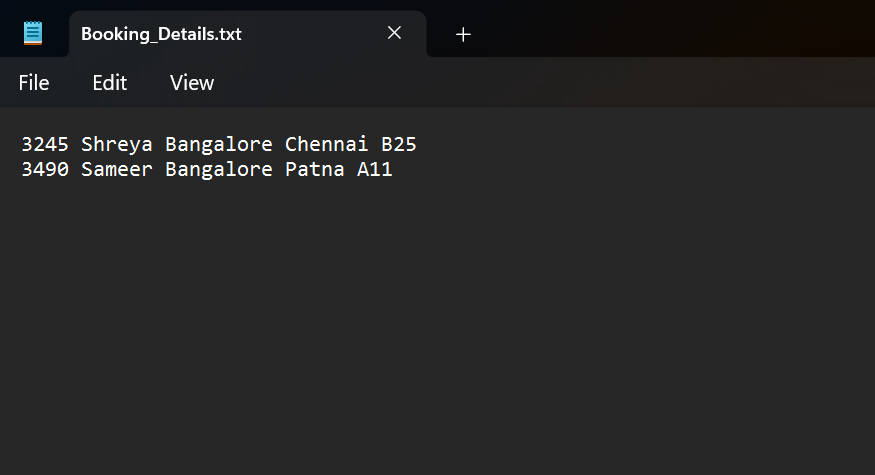 Booking_Details.txt
File Edit View
3245 Shreya Bangalore Chennai B25
3490 Sameer Bangalore Patna A11